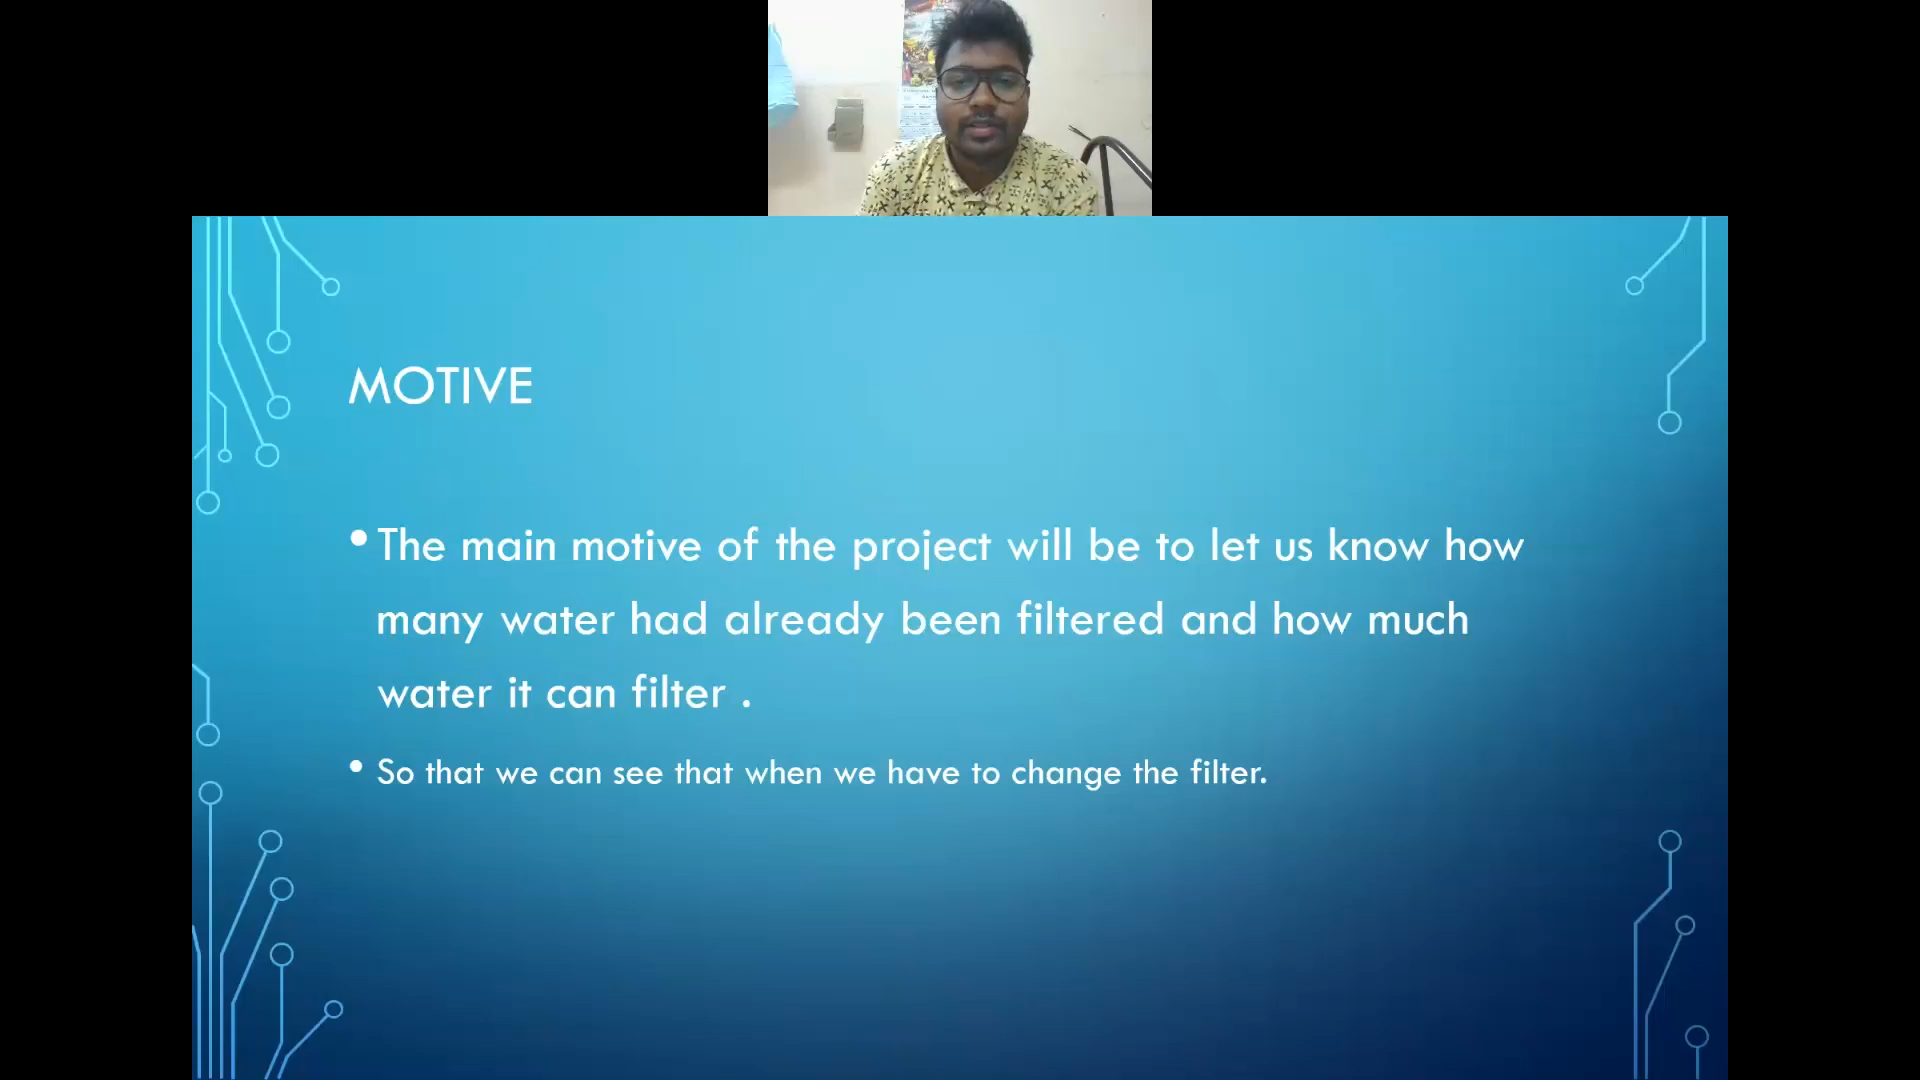 MOTIVE
• The main motive of the project will be to let us know how
many water had already been filtered and how much
water it can filter .
• So that we can see that when we have to change the filter.